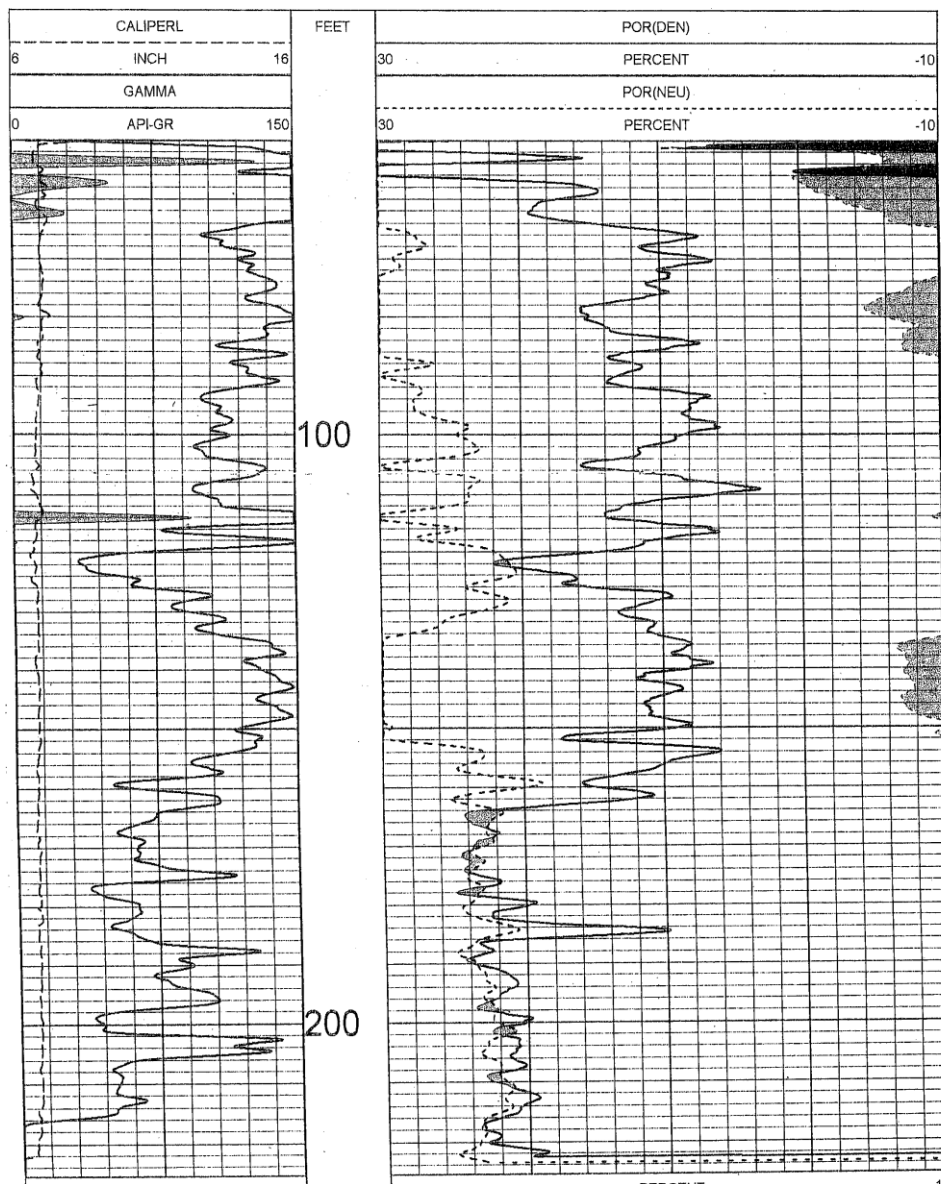 CALIPERL FEET POR(DEN)
6 INCH 16 30 PERCENT -10
GAMMA POR(NEU)
0 API-GR 150 30 PERCENT -10
100
200